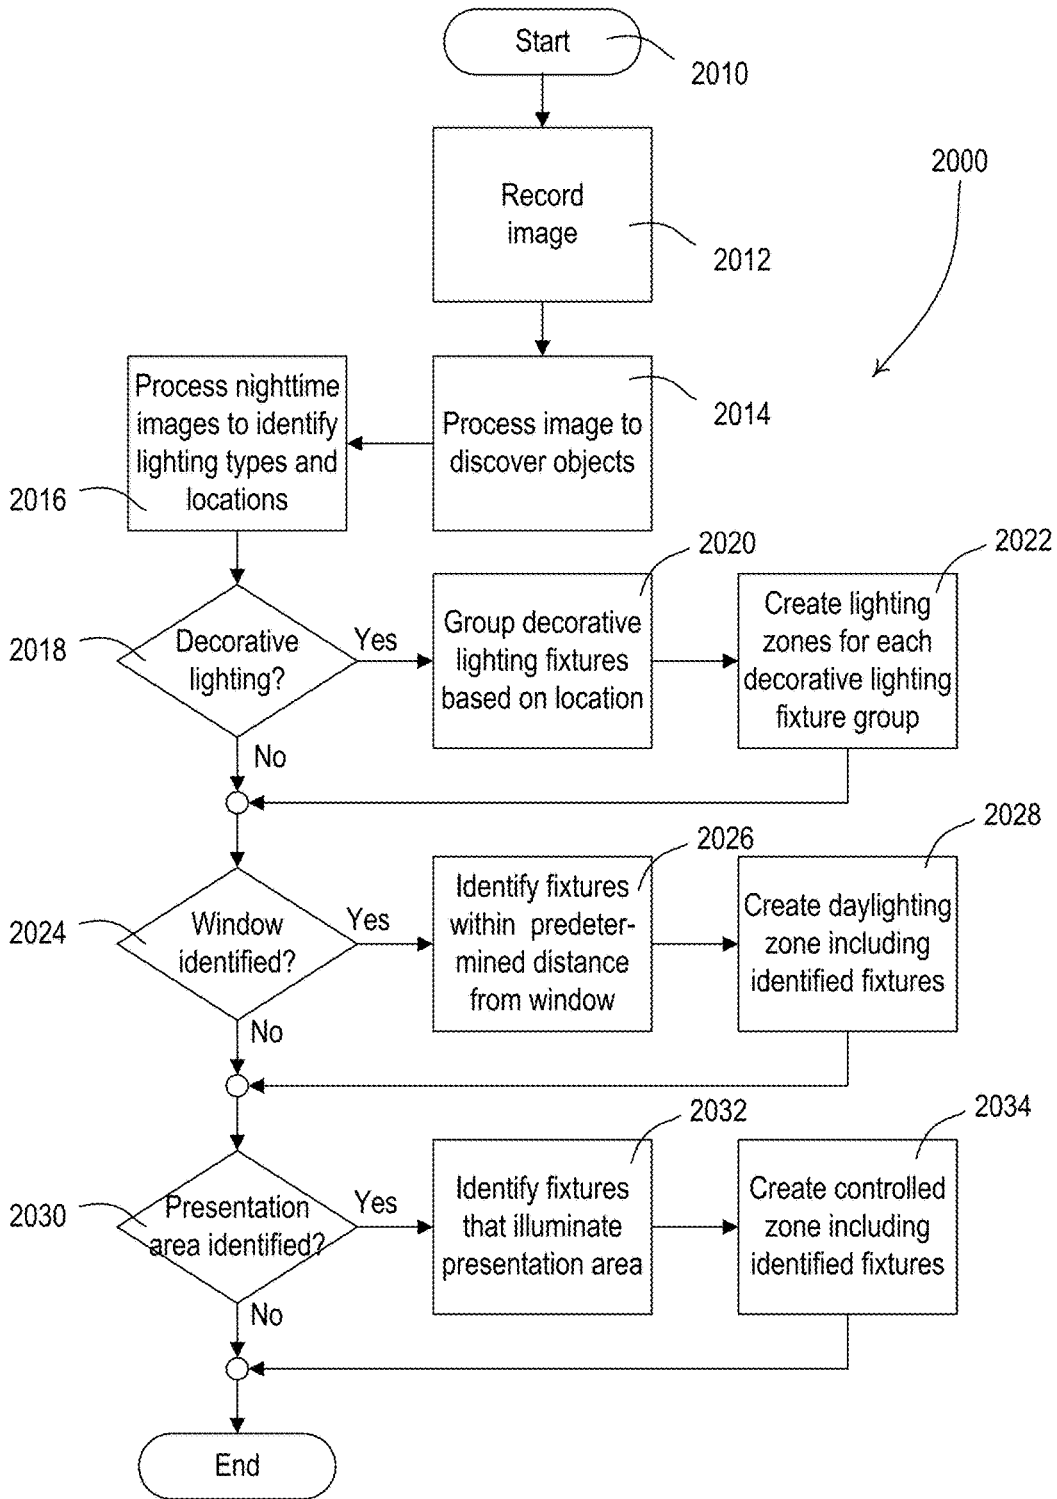 Start
2010
2000
Record
image
2012
Process nighttime
images to identify
lighting types and
locations
2016
Process image to
discover objects
2014
2018
Decorative
lighting?
Yes
No
Group decorative
lighting fixtures
based on location
2020
Create lighting
zones for each
decorative lighting
fixture group
2022
2024
Window
identified?
Yes
No
Identify fixtures
within predeter-
mined distance
from window
2026
Create daylighting
zone including
identified fixtures
2028
2030
Presentation
area identified?
Yes
No
Identify fixtures
that illuminate
presentation area
2032
Create controlled
zone including
identified fixtures
2034
End